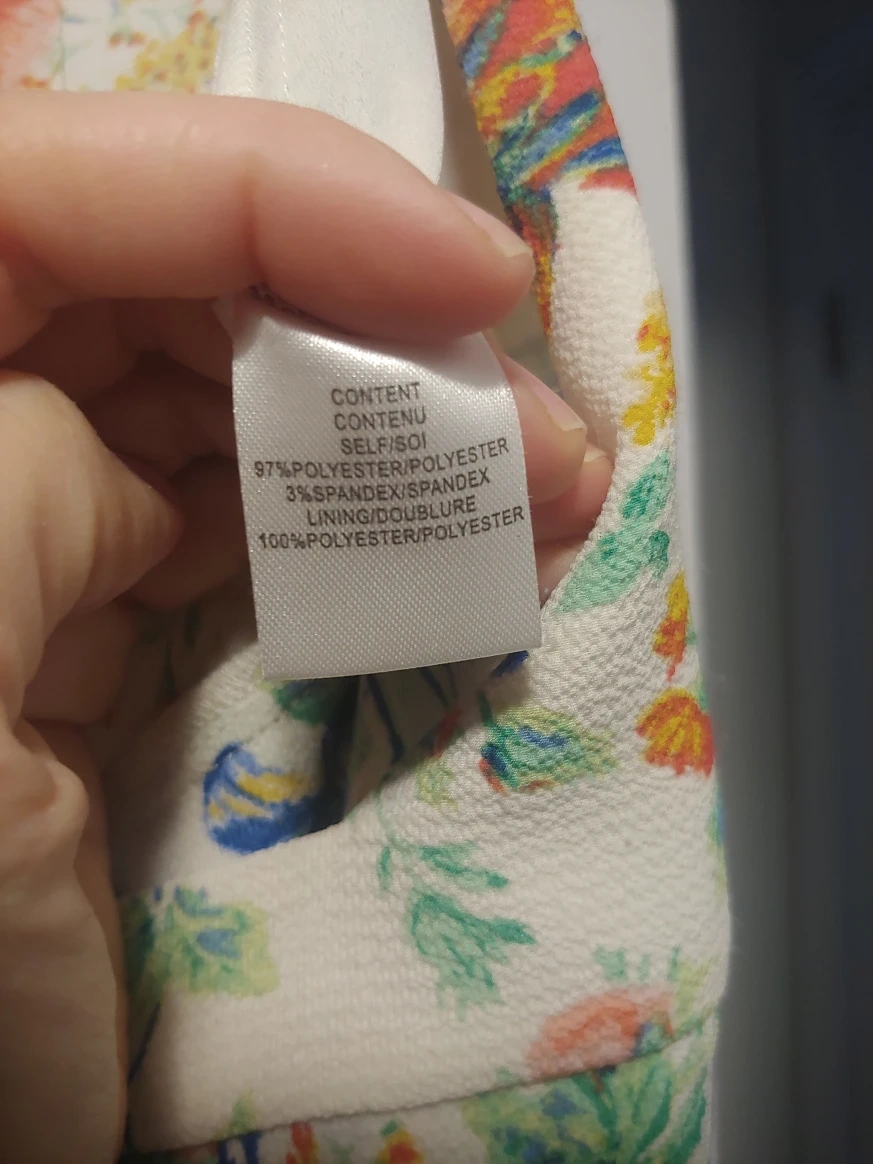 CONTENT
CONTENU
SELF/SOI
97%POLYESTER/POLYESTER
3%SPANDEX/SPANDEX
LINING/DOUBLURE
100%POLYESTER/POLYESTER